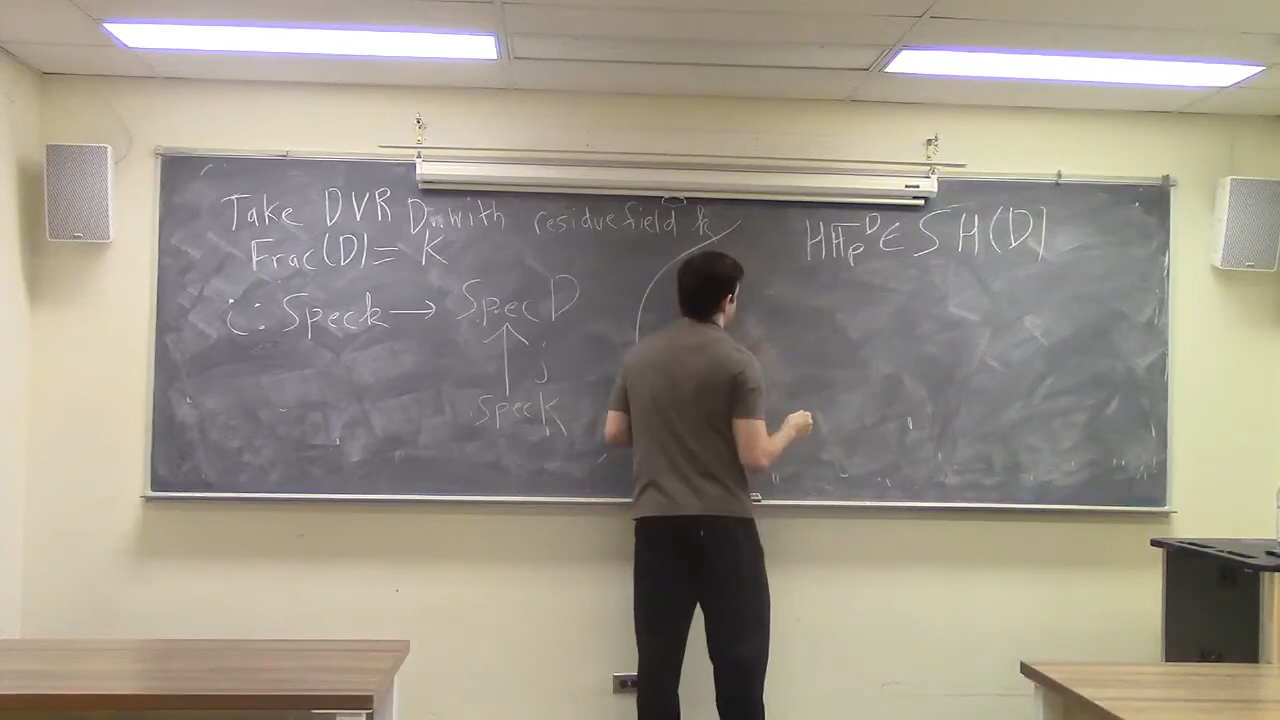 Take DVR D with residue field k
Frac(D) = K
i: Spec k → Spec D
j
Spec K
HF_p^D ∈ SH(D)